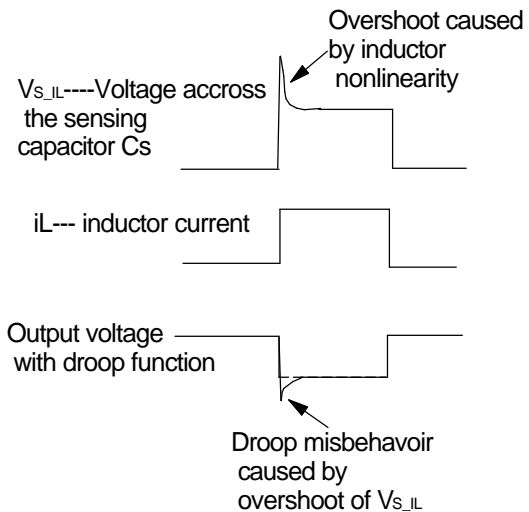 Overshoot caused
by inductor
nonlinearity
VS_IL----Voltage accross
the sensing
capacitor Cs
iL--- inductor current
Output voltage
with droop function
Droop misbehavoir
caused by
overshoot of VS_IL